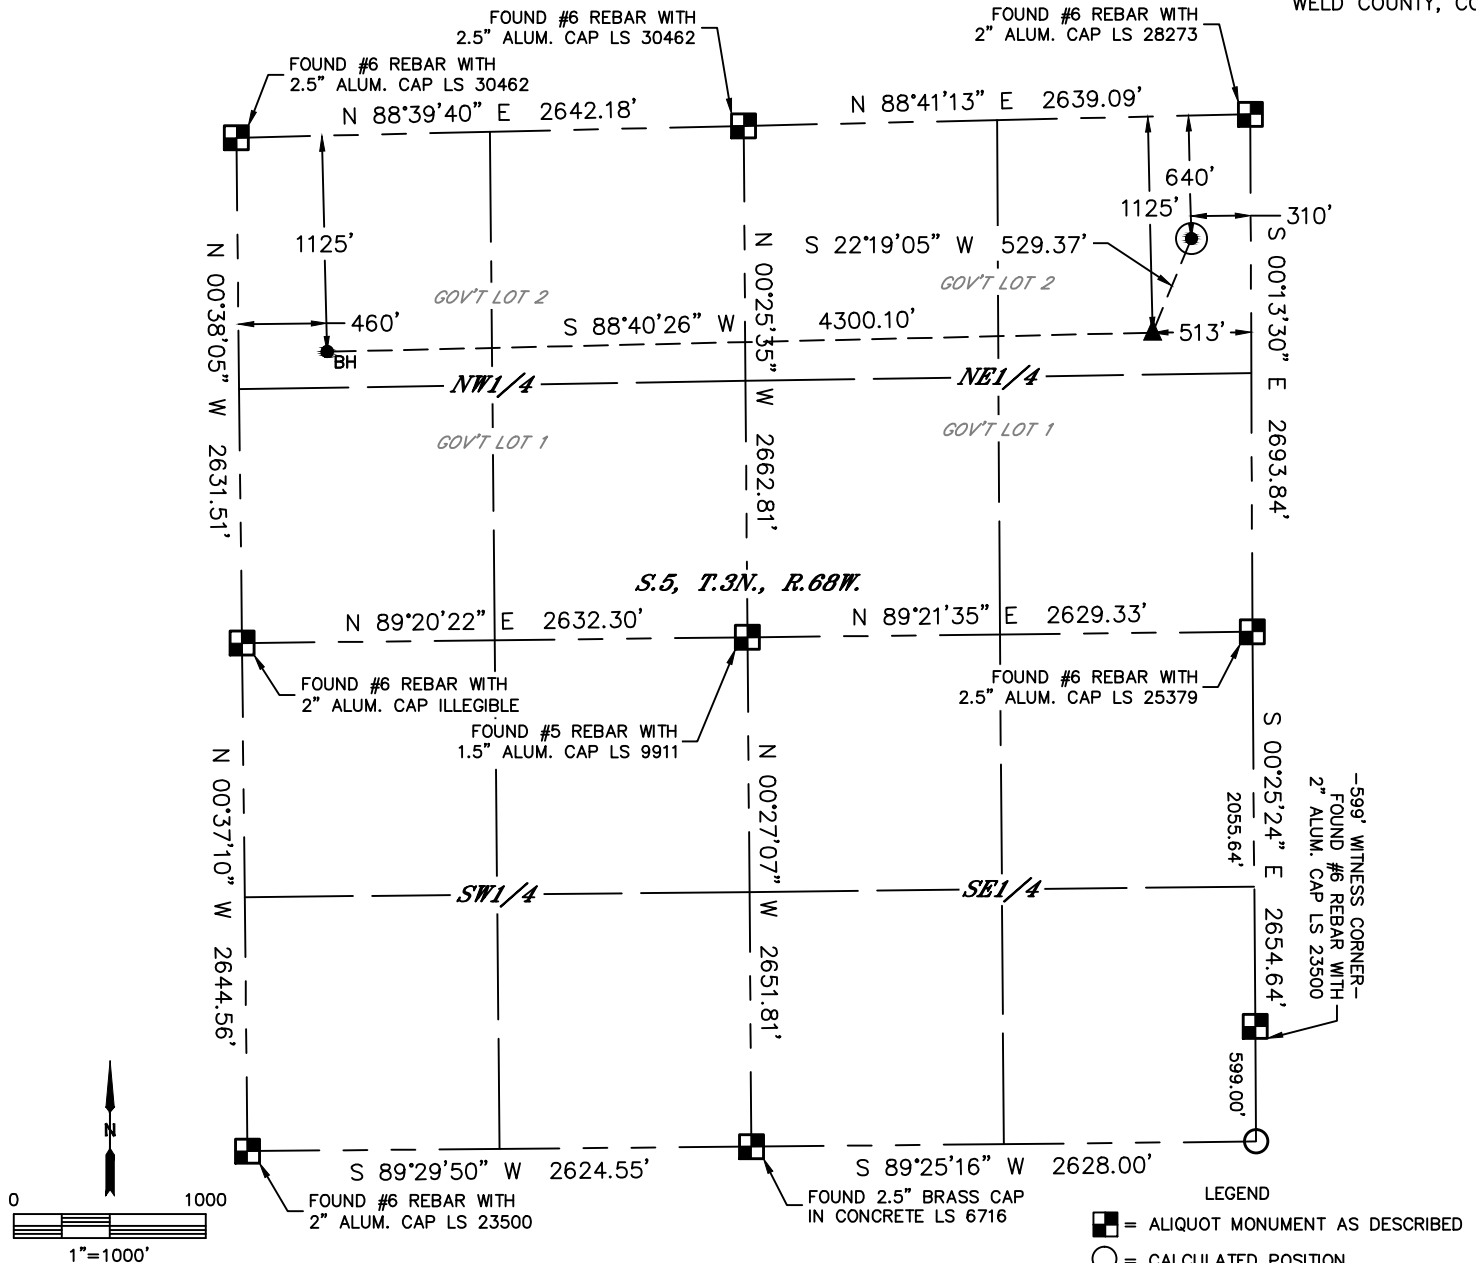 WELD COUNTY, CO
FOUND #6 REBAR WITH
2.5” ALUM. CAP LS 30462
FOUND #6 REBAR WITH
2” ALUM. CAP LS 28273
FOUND #6 REBAR WITH
2.5” ALUM. CAP LS 30462
N 88°39'40” E 2642.18'
N 88°41'13” E 2639.09'
640'
1125'
310'
1125'
S 22°19'05” W 529.37'
GOV'T LOT 2
GOV'T LOT 2
460'
S 88°40'26” W 4300.10'
513'
BH
NW1/4
NE1/4
GOV'T LOT 1
GOV'T LOT 1
N 00°38'05” W 2631.51'
N 00°25'35” W 2662.81'
S 00°13'30” E 2693.84'
S.5, T.3N., R.68W.
N 89°20'22” E 2632.30'
N 89°21'35” E 2629.33'
FOUND #6 REBAR WITH
2” ALUM. CAP ILLEGIBLE
FOUND #6 REBAR WITH
2.5” ALUM. CAP LS 25379
FOUND #5 REBAR WITH
1.5” ALUM. CAP LS 9911
N 00°37'10” W 2644.56'
N 00°27'07” W 2651.81'
S 00°25'24” E 2654.64'
2055.64'
-599' WITNESS CORNER-
FOUND #6 REBAR WITH
2” ALUM. CAP LS 23500
SW1/4
SE1/4
599.00'
N
S 89°29'50” W 2624.55'
S 89°25'16” W 2628.00'
FOUND #6 REBAR WITH
2” ALUM. CAP LS 23500
FOUND 2.5” BRASS CAP
IN CONCRETE LS 6716
0 1000
1”=1000'
LEGEND
= ALIQUOT MONUMENT AS DESCRIBED
= CALCULATED POSITION